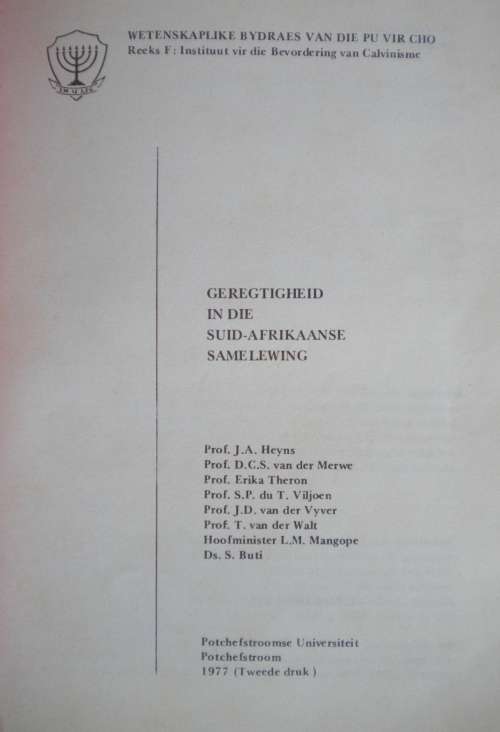 WETENSKAPLIKE BYDRAES VAN DIE PU VIR CHO
Reeks F: Instituut vir die Bevordering van Calvinisme
GEREGTIGHEID
IN DIE
SUID-AFRIKAANSE
SAMELEWING
Prof. J.A. Heyns
Prof. D.C.S. van der Merwe
Prof. Erika Theron
Prof. S.P. du T. Viljoen
Prof. J.D. van der Vyver
Prof. T. van der Walt
Hoofminister L.M. Mangope
Ds. S. Buti
Potchefstroomse Universiteit
Potchefstroom
1977 (Tweede druk )